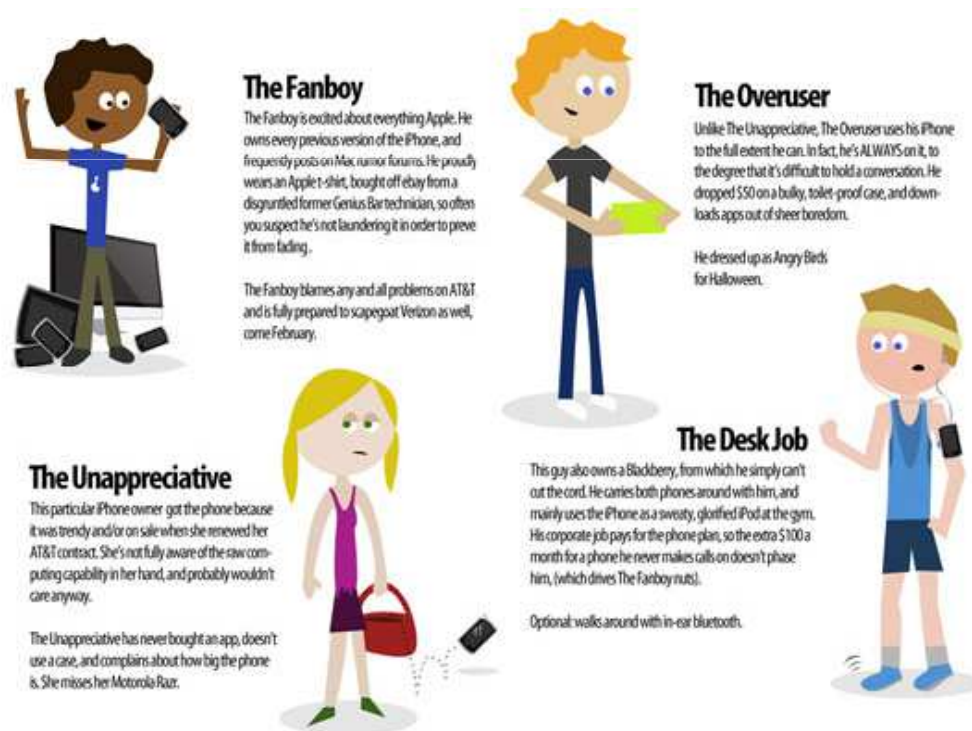 The Fanboy
The Fanboy is excited about everything Apple. He
owns every previous version of the iPhone, and
frequently posts on Mac rumor forums. He proudly
wears an Apple t-shirt, bought off ebay from a
disgruntled former Genius Bar technician, so often
you suspect he's not laundering it in order to preve
it from fading .
The Fanboy blames any and all problems on AT&T
and is fully prepared to scapegoat Verizon as well,
come February.
The Overuser
Unlike The Unappreciative, The Overuser uses his iPhone
to the full extent he can. In fact, he's ALWAYS on it, to
the degree that it's difficult to hold a conversation. He
dropped $50 on a bulky, toilet-proof case, and down-
loads apps out of sheer boredom.
He dressed up as Angry Birds
for Halloween.
The Unappreciative
This particular iPhone owner got the phone because
it was trendy and/or on sale when she renewed her
AT&T contract. She's not fully aware of the raw com-
puting capability in her hand, and probably wouldn't
care anyway.
The Unappreciative has never bought an app, doesn't
use a case, and complains about how big the phone
is. She misses her Motorola Razr.
The Desk Job
This guy also owns a Blackberry, from which he simply can't
cut the cord. He carries both phones around with him, and
mainly uses the iPhone as a sweaty, glorified iPod at the gym.
His corporate job pays for the phone plan, so the extra $100 a
month for a phone he never makes calls on doesn't phase
him, (which drives The Fanboy nuts).
Optional: walks around with in-ear bluetooth.